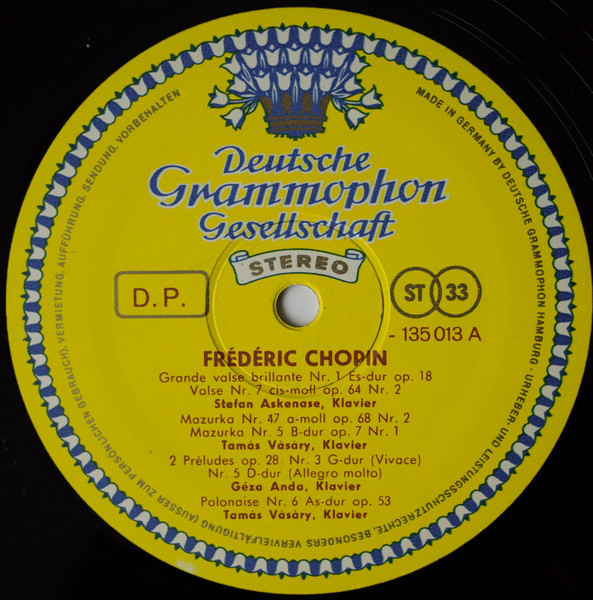 Deutsche
Grammophon
Gesellschaft
STEREO
D.P.
ST 33
- 135 013 A
FRÉDÉRIC CHOPIN
Grande valse brillante Nr. 1 Es-dur op. 18
Valse Nr. 7 cis-moll op. 64 Nr. 2
Stefan Askenase, Klavier
Mazurka Nr. 47 a-moll op. 68 Nr. 2
Mazurka Nr. 5 B-dur op. 7 Nr. 1
Tamás Vásáry, Klavier
2 Préludes op. 28: Nr. 3 G-dur (Vivace)
Nr. 5 D-dur (Allegro molto)
Géza Anda, Klavier
Polonaise Nr. 6 As-dur op. 53
Tamás Vásáry, Klavier
MADE IN GERMANY BY DEUTSCHE GRAMMOPHON HAMBURG · URHEBER- UND LEISTUNGSSCHUTZRECHTE, BESONDERS VERVIELFÄLTIGUNG (AUSSER ZUM PERSÖNLICHEN GEBRAUCH), VERMIETUNG, AUFFÜHRUNG, SENDUNG, VORBEHALTEN